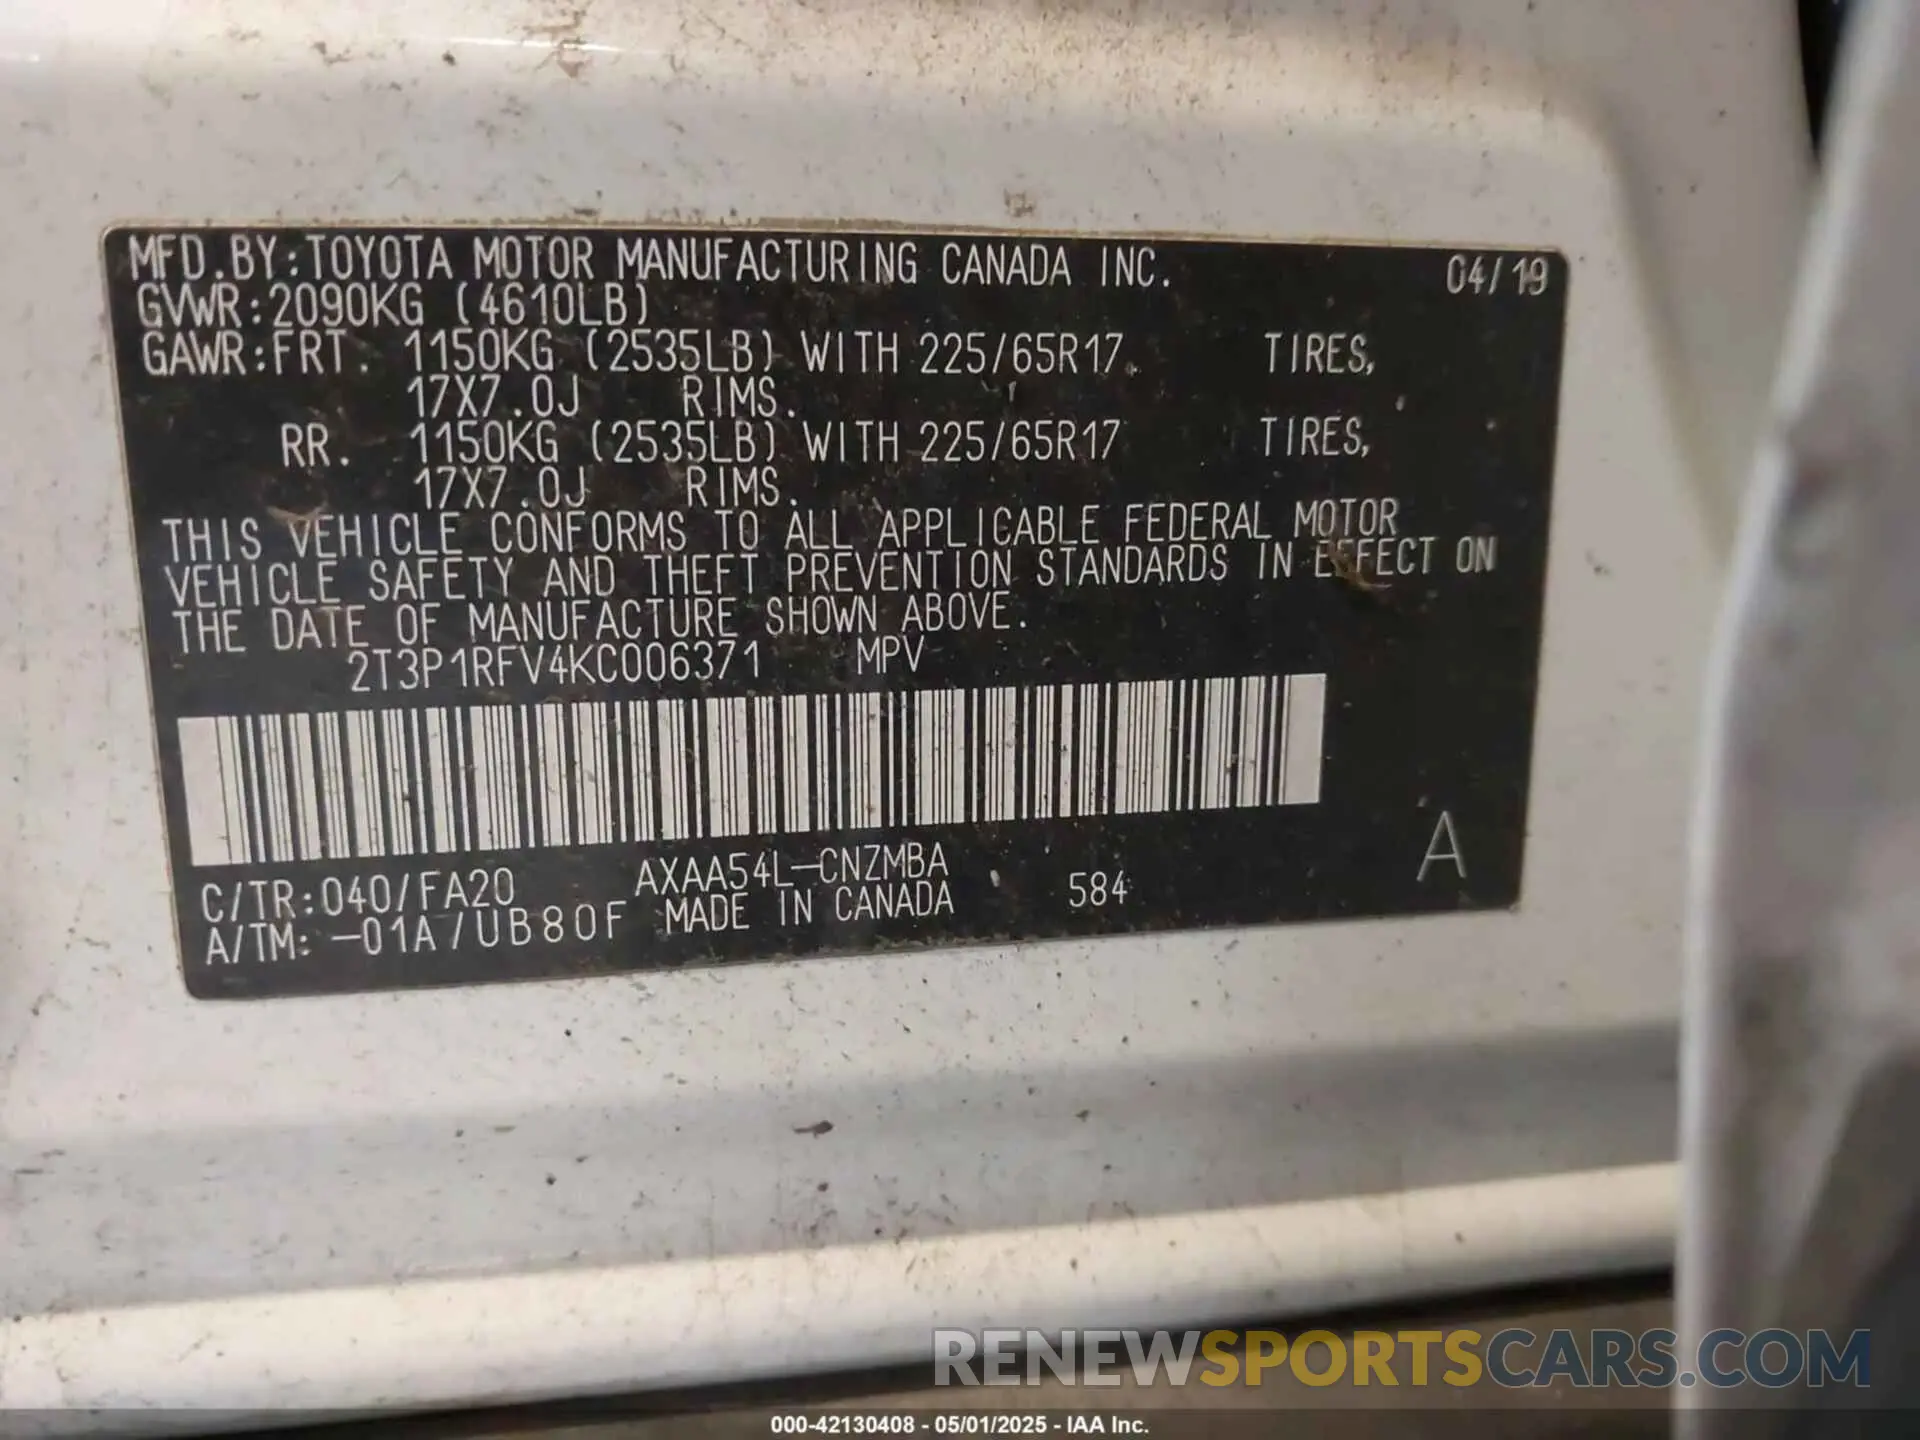 MFD.BY:TOYOTA MOTOR MANUFACTURING CANADA INC. 04/19
GVWR:2090KG (4610LB)
GAWR:FRT. 1150KG (2535LB) WITH 225/65R17 TIRES,
17X7.0J RIMS.
RR. 1150KG (2535LB) WITH 225/65R17 TIRES,
17X7.0J RIMS.
THIS VEHICLE CONFORMS TO ALL APPLICABLE FEDERAL MOTOR
VEHICLE SAFETY AND THEFT PREVENTION STANDARDS IN EFFECT ON
THE DATE OF MANUFACTURE SHOWN ABOVE.
2T3P1RFV4KC006371 MPV
C/TR:040/FA20 AXAA54L-CNZMBA 584 A
A/TM: -01A/UB80F MADE IN CANADA
RENEWSPORTSCARS.COM
000-42130408 - 05/01/2025 - IAA Inc.